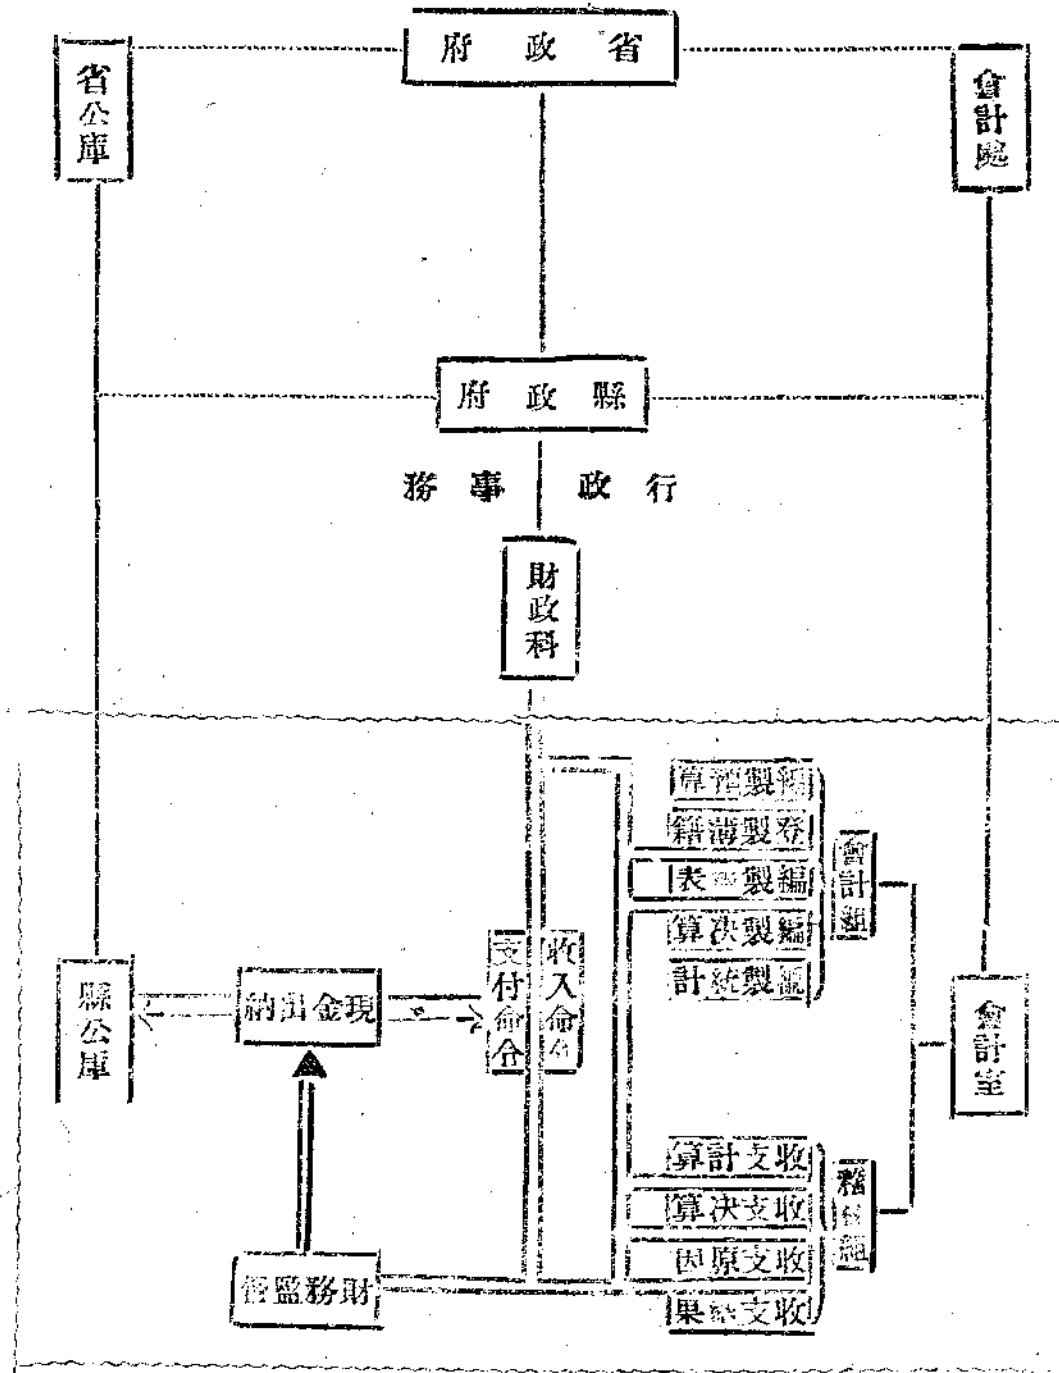 省政府
會計處
省公庫
縣政府
行政事務
財政科
編製預算
登製簿籍
編製表
編製决算
編製統計
會計組
收入命令
支付命令
現金出納
縣公庫
會計室
收支計算
收支决算
收支原因
收支結果
組
財務監